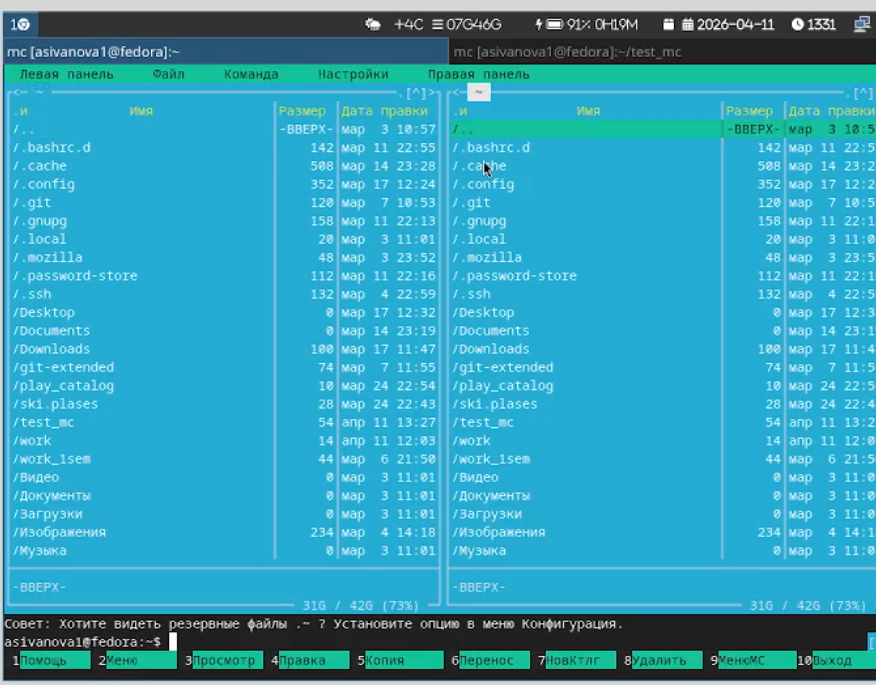 1 +4C 07G46G 91% 0H19M 2026-04-11 1331
mc [asivanova1@fedora]:~ mc [asivanova1@fedora]:~/test_mc
Левая панель Файл Команда Настройки Правая панель
<~ .[^]> <~ ~ .[^]
.и Имя Размер Дата правки .и Имя Размер Дата правки
/.. -ВВЕРХ- мар 3 10:57 /.. -ВВЕРХ- мар 3 10:5
/.bashrc.d 142 мар 11 22:55 /.bashrc.d 142 мар 11 22:5
/.cache 508 мар 14 23:28 /.cache 508 мар 14 23:2
/.config 352 мар 17 12:24 /.config 352 мар 17 12:2
/.git 120 мар 7 10:53 /.git 120 мар 7 10:5
/.gnupg 158 мар 11 22:13 /.gnupg 158 мар 11 22:1
/.local 20 мар 3 11:01 /.local 20 мар 3 11:0
/.mozilla 48 мар 3 23:52 /.mozilla 48 мар 3 23:5
/.password-store 112 мар 11 22:16 /.password-store 112 мар 11 22:1
/.ssh 132 мар 4 22:59 /.ssh 132 мар 4 22:5
/Desktop 0 мар 17 12:32 /Desktop 0 мар 17 12:3
/Documents 0 мар 14 23:19 /Documents 0 мар 14 23:1
/Downloads 100 мар 17 11:47 /Downloads 100 мар 17 11:4
/git-extended 74 мар 7 11:55 /git-extended 74 мар 7 11:5
/play_catalog 10 мар 24 22:54 /play_catalog 10 мар 24 22:5
/ski.plases 28 мар 24 22:43 /ski.plases 28 мар 24 22:4
/test_mc 54 апр 11 13:27 /test_mc 54 апр 11 13:2
/work 14 апр 11 12:03 /work 14 апр 11 12:0
/work_1sem 44 мар 6 21:50 /work_1sem 44 мар 6 21:5
/Видео 0 мар 3 11:01 /Видео 0 мар 3 11:0
/Документы 0 мар 3 11:01 /Документы 0 мар 3 11:0
/Загрузки 0 мар 3 11:01 /Загрузки 0 мар 3 11:0
/Изображения 234 мар 4 14:18 /Изображения 234 мар 4 14:1
/Музыка 0 мар 3 11:01 /Музыка 0 мар 3 11:0
-ВВЕРХ- -ВВЕРХ-
31G / 42G (73%) 31G / 42G (73%)
Совет: Хотите видеть резервные файлы .~ ? Установите опцию в меню Конфигурация.
asivanova1@fedora:~$ [
1Помощь 2Меню 3Просмотр 4Правка 5Копия 6Перенос 7НовКтлг 8Удалить 9МенюМС 10Выход